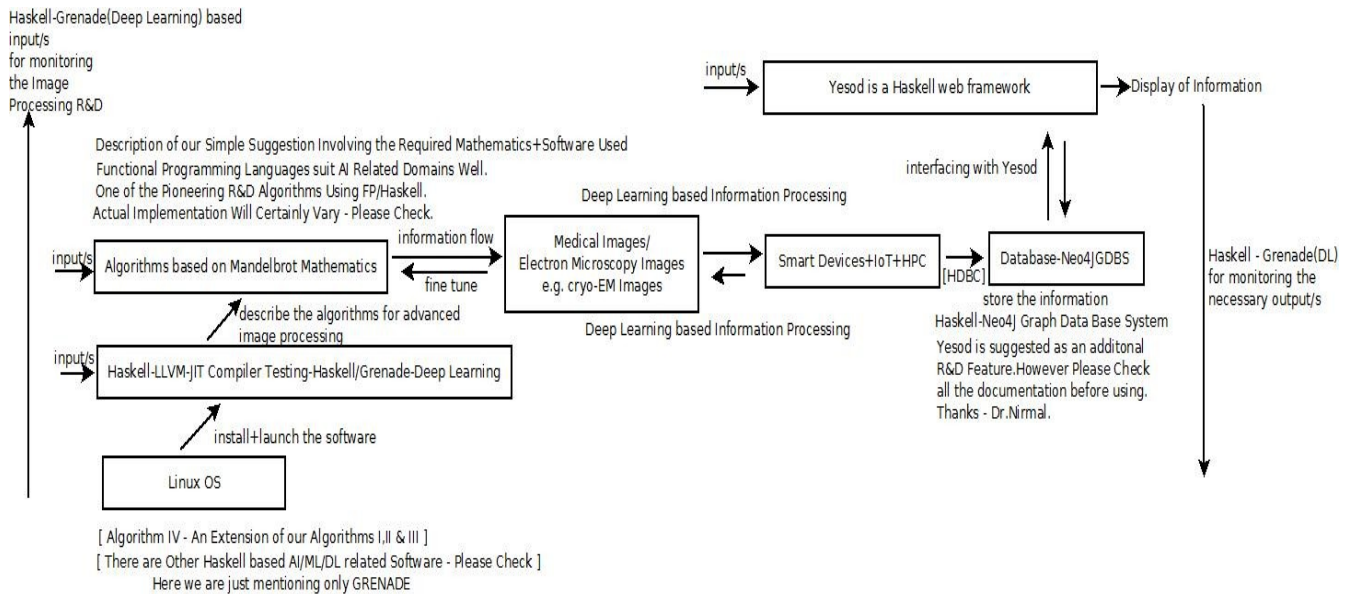 Haskell-Grenade(Deep Learning) based
input/s
for monitoring
the Image
Processing R&D
input/s
Yesod is a Haskell web framework
Display of Information
Description of our Simple Suggestion Involving the Required Mathematics+Software Used
Functional Programming Languages suit AI Related Domains Well.
One of the Pioneering R&D Algorithms Using FP/Haskell.
Actual Implementation Will Certainly Vary - Please Check.
interfacing with Yesod
Deep Learning based Information Processing
input/s
Algorithms based on Mandelbrot Mathematics
information flow
fine tune
Medical Images/
Electron Microscopy Images
e.g. cryo-EM Images
Smart Devices+IoT+HPC
[HDBC]
Database-Neo4JGDBS
Haskell - Grenade(DL)
for monitoring the
necessary output/s
describe the algorithms for advanced
image processing
Deep Learning based Information Processing
store the information
Haskell-Neo4J Graph Data Base System
Yesod is suggested as an additonal
R&D Feature.However Please Check
all the documentation before using.
Thanks - Dr.Nirmal.
input/s
Haskell-LLVM-JIT Compiler Testing-Haskell/Grenade-Deep Learning
install+launch the software
Linux OS
[ Algorithm IV - An Extension of our Algorithms I,II & III ]
[ There are Other Haskell based AI/ML/DL related Software - Please Check ]
Here we are just mentioning only GRENADE